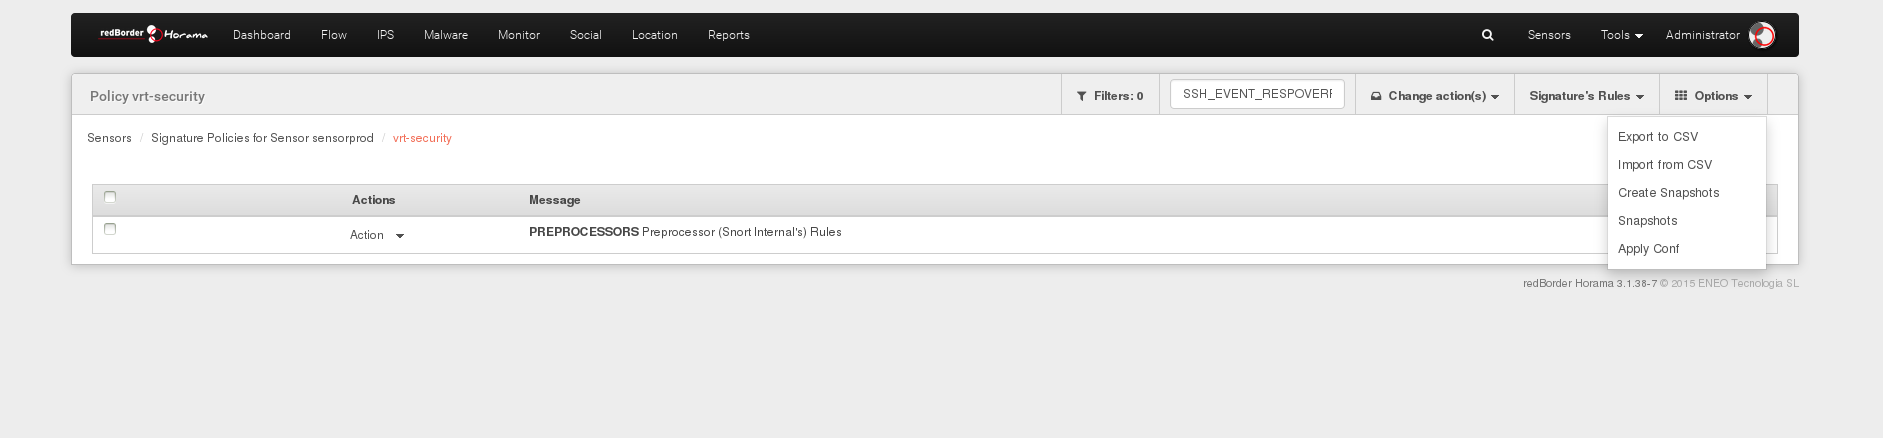 redBorder Horama Dashboard Flow IPS Malware Monitor Social Location Reports Sensors Tools Administrator
Policy vrt-security Filters: 0 SSH_EVENT_RESPOVERF Change action(s) Signature's Rules Options
Sensors / Signature Policies for Sensor sensorprod / vrt-security
Export to CSV
Import from CSV
Create Snapshots
Snapshots
Apply Conf
Actions Message
Action PREPROCESSORS Preprocessor (Snort Internal's) Rules
redBorder Horama 3.1.38-7 © 2015 ENEO Tecnologia SL